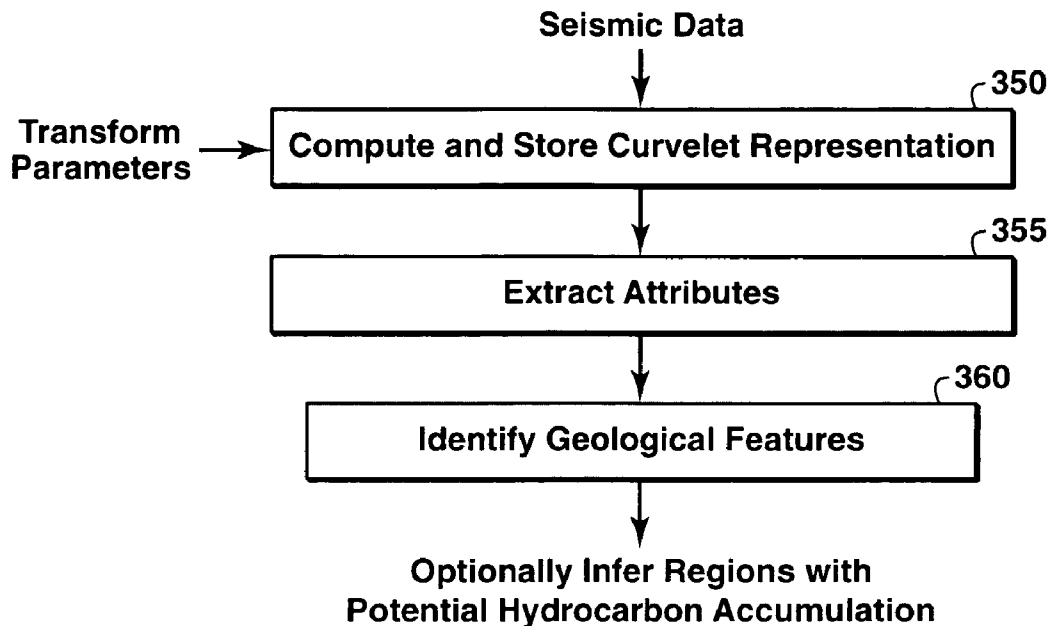 Seismic Data
350
Transform
Parameters
Compute and Store Curvelet Representation
355
Extract Attributes
360
Identify Geological Features
Optionally Infer Regions with
Potential Hydrocarbon Accumulation